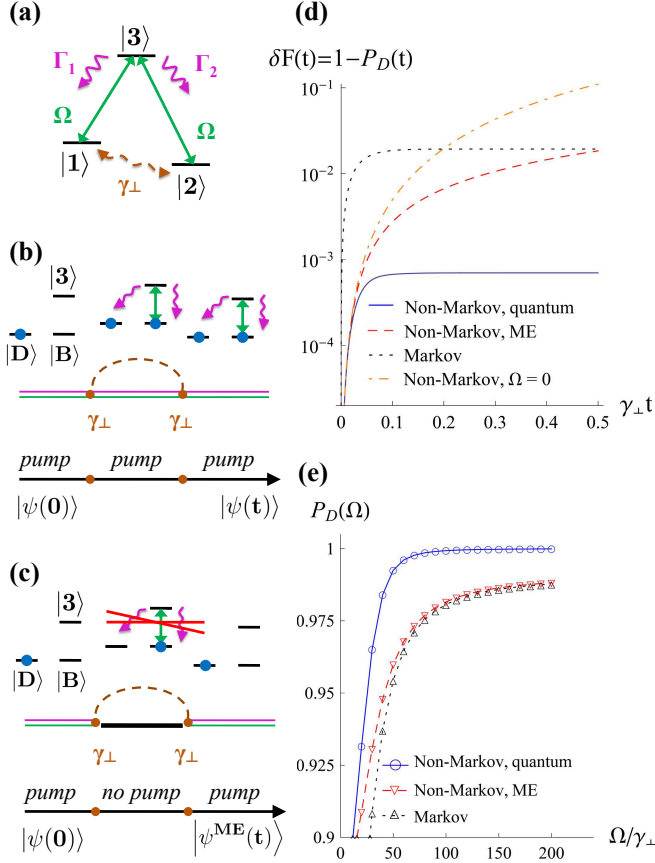 (a)
|3⟩
Γ₁ Γ₂
Ω Ω
|1⟩ |2⟩
γ⊥
(b)
|3⟩
|D⟩ |B⟩
γ⊥ γ⊥
pump pump pump
|ψ(0)⟩ |ψ(t)⟩
(c)
|3⟩
|D⟩ |B⟩
γ⊥ γ⊥
pump no pump pump
|ψ(0)⟩ |ψᴹᴱ(t)⟩
(d)
δF(t)=1−P_D(t)
10⁻¹
10⁻²
10⁻³
10⁻⁴
Non-Markov, quantum
Non-Markov, ME
Markov
Non-Markov, Ω = 0
0 0.1 0.2 0.3 0.4 0.5 γ⊥t
(e)
P_D(Ω)
1
0.975
0.95
0.925
0.9
Non-Markov, quantum
Non-Markov, ME
Markov
0 50 100 150 200 Ω/γ⊥